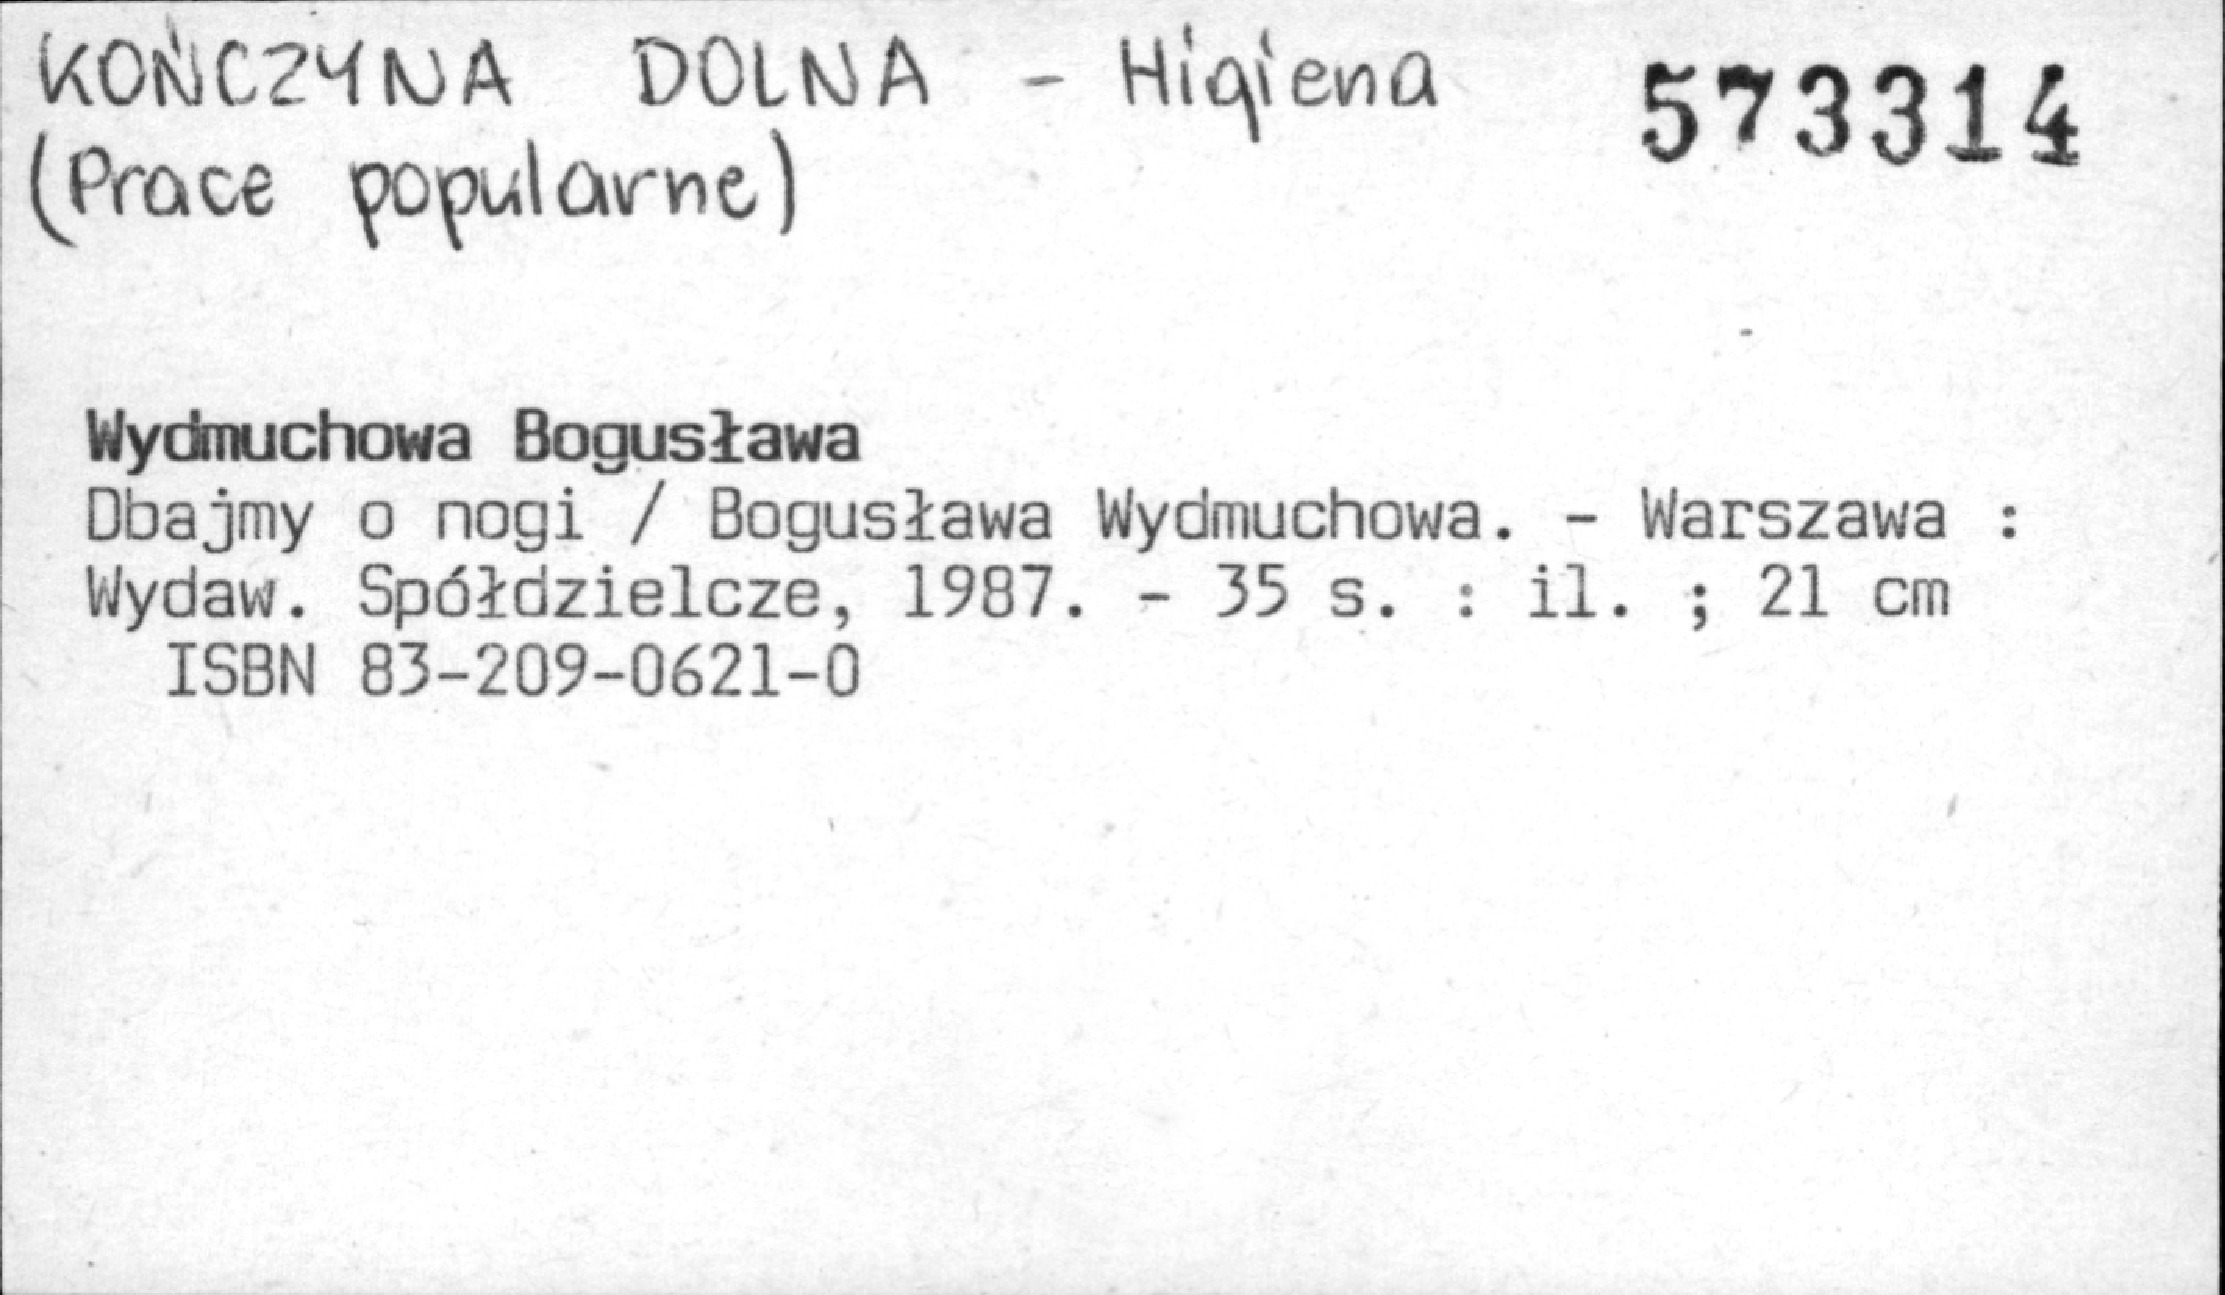 KOŃCZYNA DOLNA - Higiena 573314
(Prace popularne)
Wydmuchowa Bogusława
Dbajmy o nogi / Bogusława Wydmuchowa. - Warszawa :
Wydaw. Spółdzielcze, 1987. - 35 s. : il. ; 21 cm
ISBN 83-209-0621-0